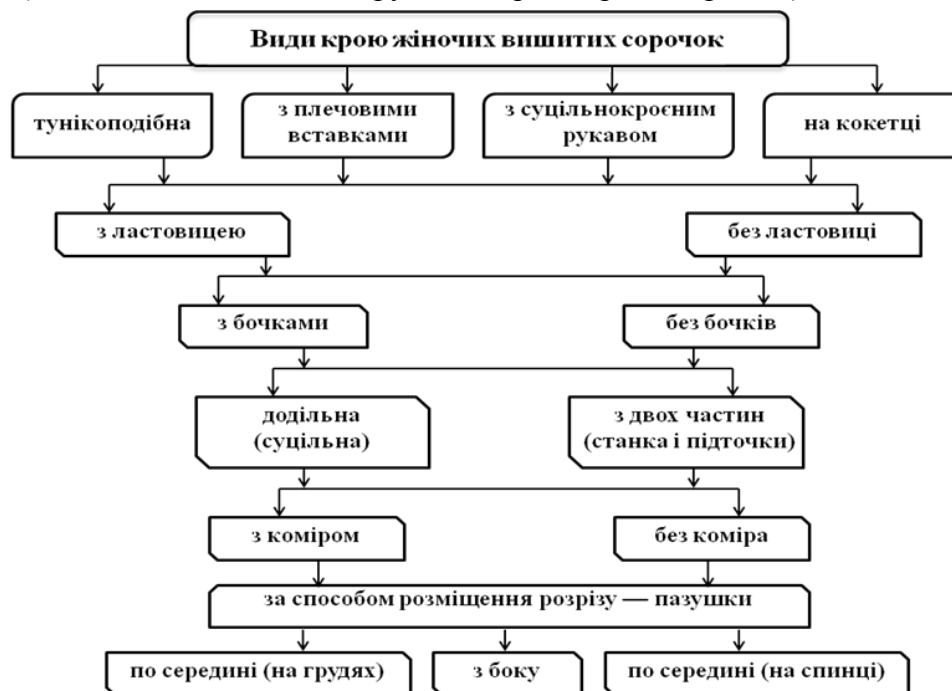 Види крою жіночих вишитих сорочок
тунікоподібна
з плечовими
вставками
з суцільнокроєним
рукавом
на кокетці
з ластовицею
без ластовиці
з бочками
без бочків
додільна
(суцільна)
з двох частин
(станка і підточки)
з коміром
без коміра
за способом розміщення розрізу — пазушки
по середині (на грудях)
з боку
по середині (на спинці)